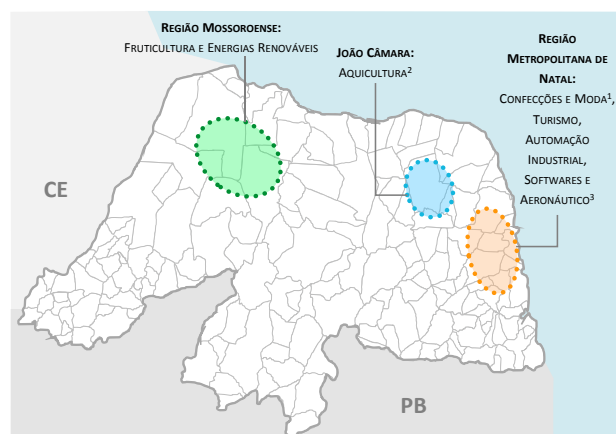 REGIÃO MOSSOROENSE:
FRUTICULTURA E ENERGIAS RENOVÁVEIS
JOÃO CÂMARA:
AQUICULTURA²
REGIÃO
METROPOLITANA DE
NATAL:
CONFECÇÕES E MODA¹,
TURISMO,
AUTOMAÇÃO
INDUSTRIAL,
SOFTWARES E
AERONÁUTICO³
CE
PB